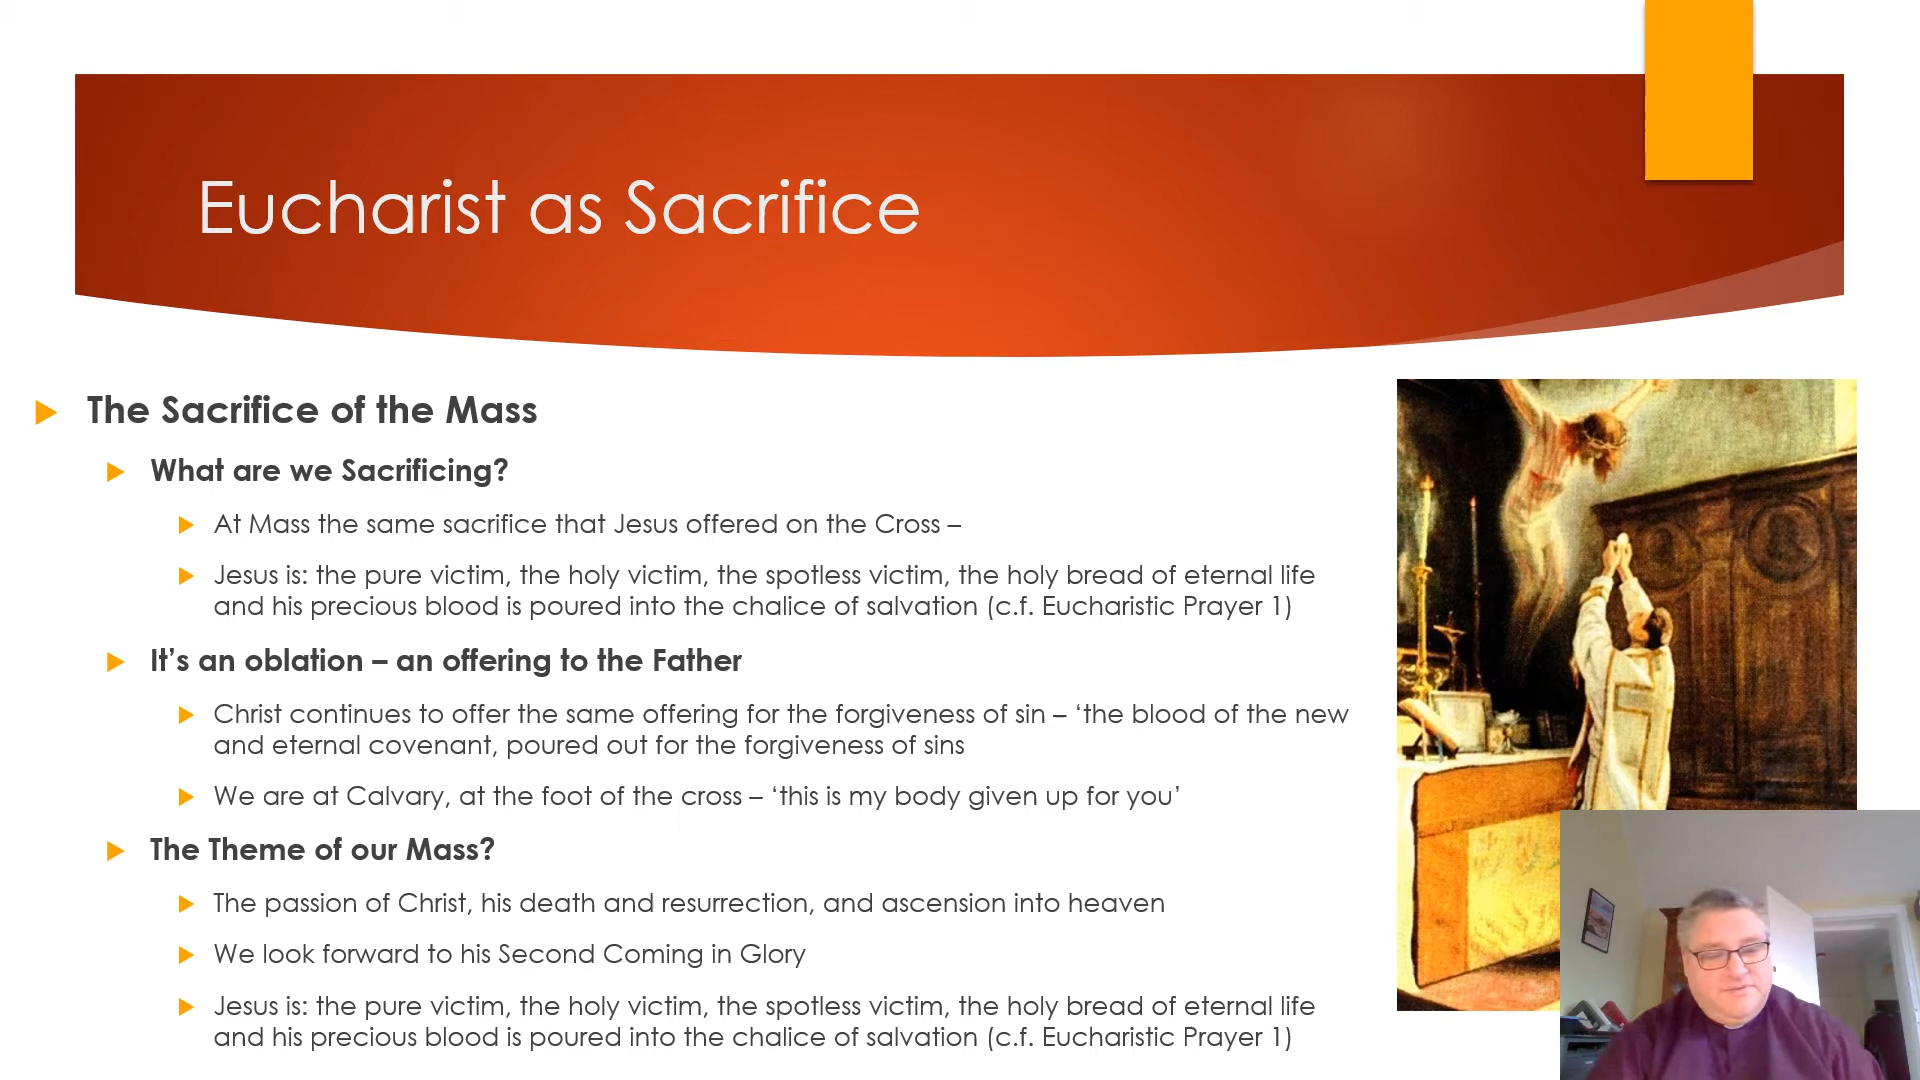 Eucharist as Sacrifice
The Sacrifice of the Mass
What are we Sacrificing?
At Mass the same sacrifice that Jesus offered on the Cross –
Jesus is: the pure victim, the holy victim, the spotless victim, the holy bread of eternal life
and his precious blood is poured into the chalice of salvation (c.f. Eucharistic Prayer 1)
It’s an oblation – an offering to the Father
Christ continues to offer the same offering for the forgiveness of sin – ‘the blood of the new
and eternal covenant, poured out for the forgiveness of sins
We are at Calvary, at the foot of the cross – ‘this is my body given up for you’
The Theme of our Mass?
The passion of Christ, his death and resurrection, and ascension into heaven
We look forward to his Second Coming in Glory
Jesus is: the pure victim, the holy victim, the spotless victim, the holy bread of eternal life
and his precious blood is poured into the chalice of salvation (c.f. Eucharistic Prayer 1)